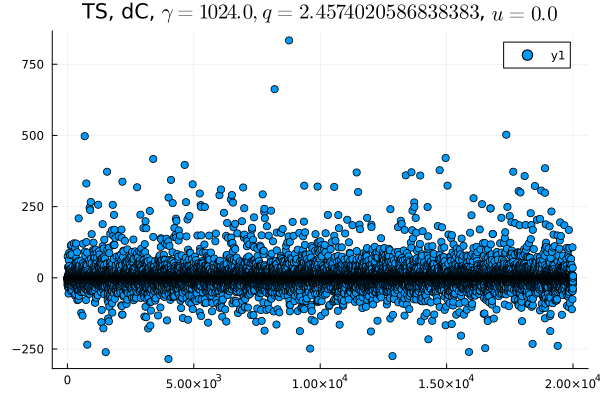 TS, dC, γ = 1024.0, q = 2.4574020586838383, u = 0.0
y1
750
500
250
0
−250
0 5.00×10³ 1.00×10⁴ 1.50×10⁴ 2.00×10⁴